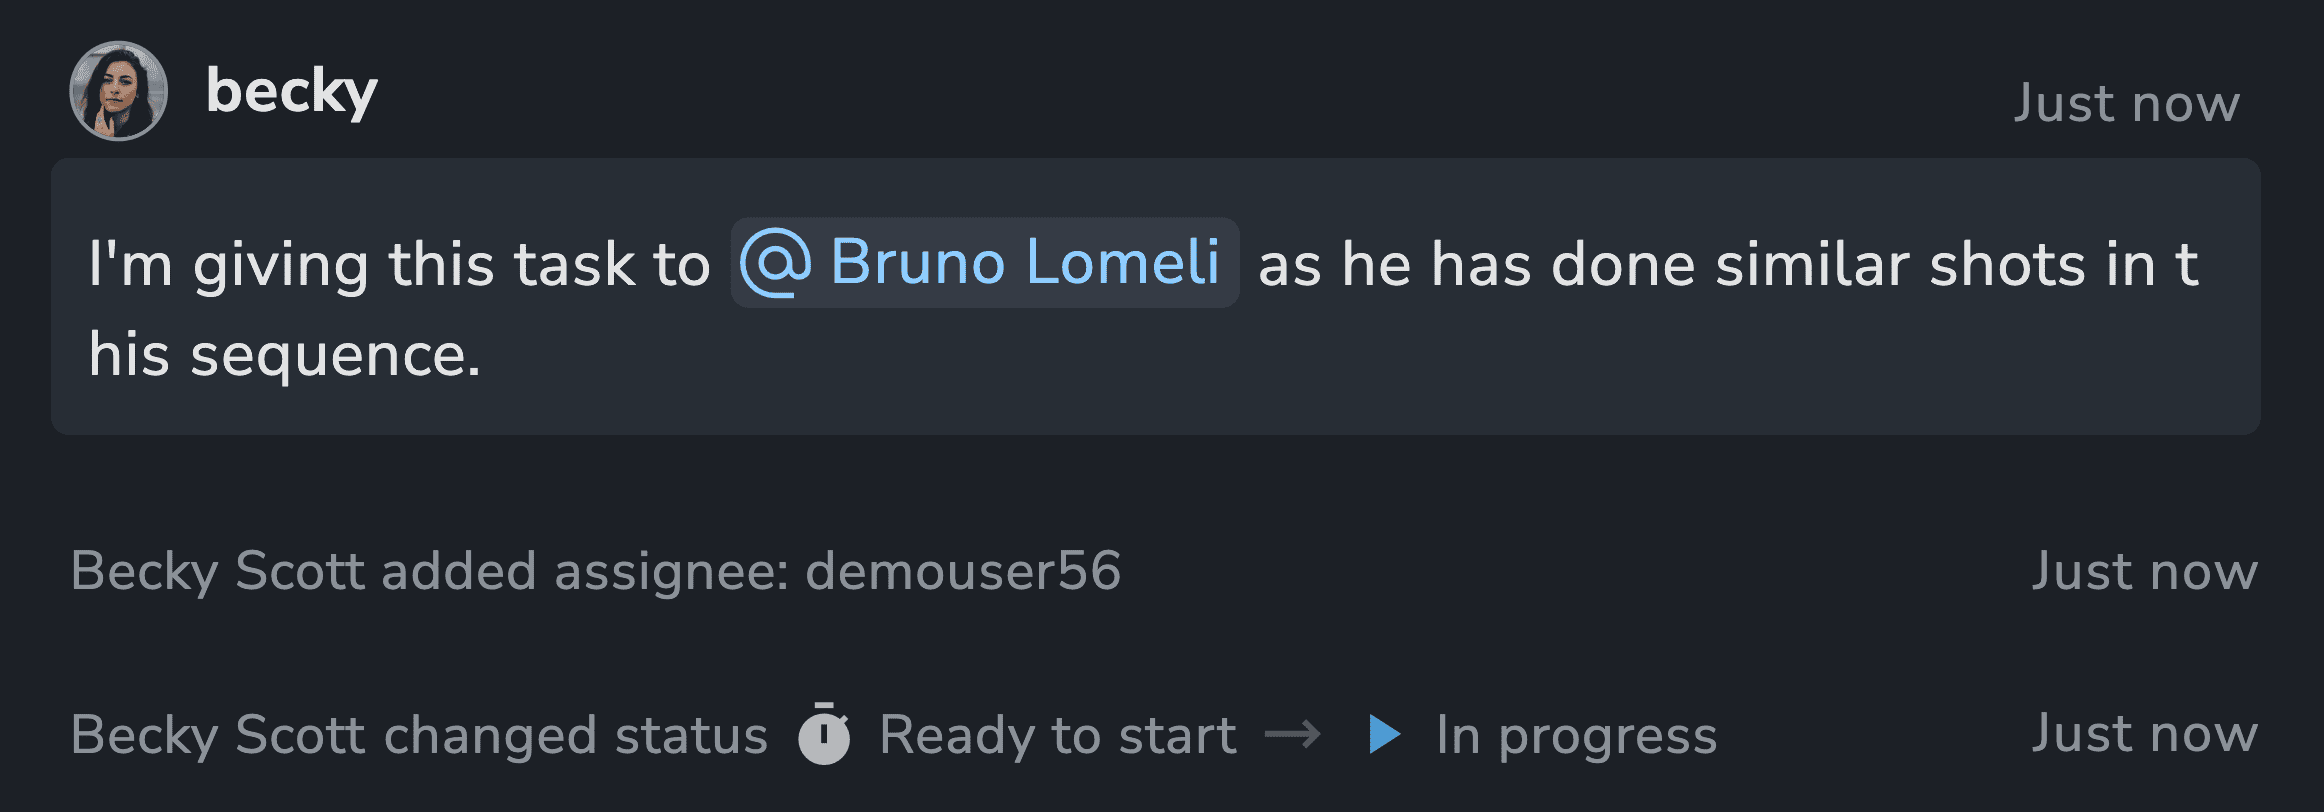 becky
Just now
I'm giving this task to @ Bruno Lomeli as he has done similar shots in t
his sequence.
Becky Scott added assignee: demouser56 Just now
Becky Scott changed status Ready to start → In progress Just now